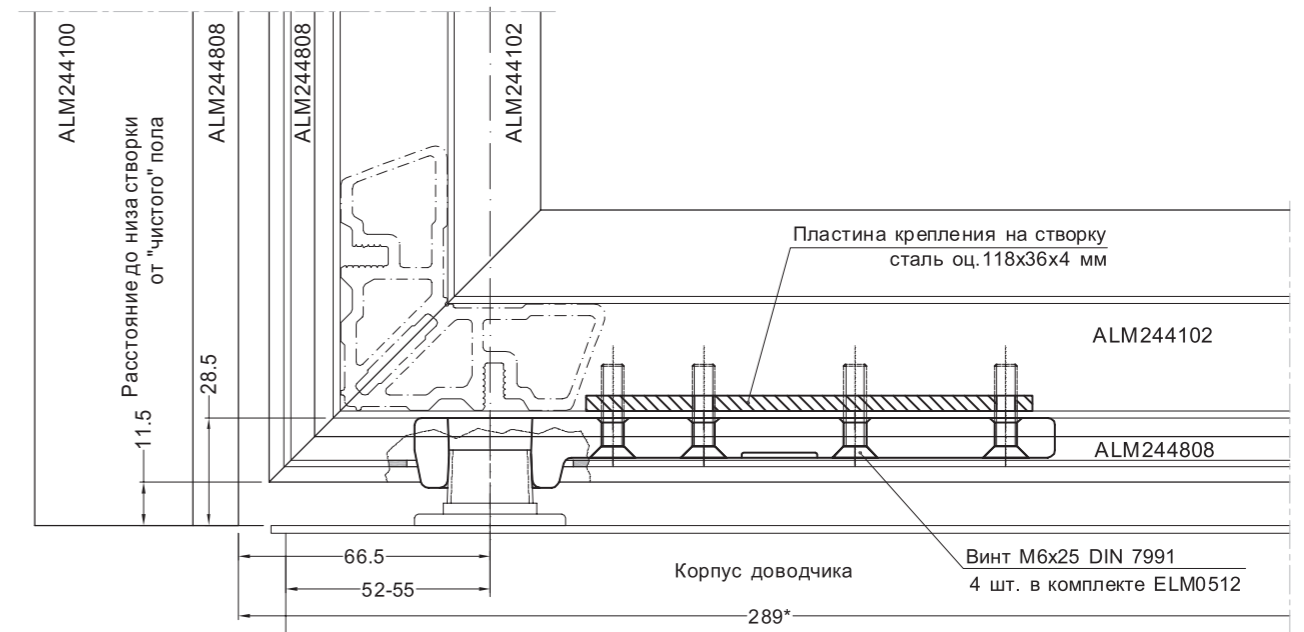 ALM244100
ALM244808
ALM244808
ALM244102
Расстояние до низа створки
от "чистого" пола
Пластина крепления на створку
сталь оц.118х36х4 мм
ALM244102
28.5
11.5
ALM244808
66.5
52-55
Корпус доводчика
Винт М6х25 DIN 7991
4 шт. в комплекте ELM0512
289*